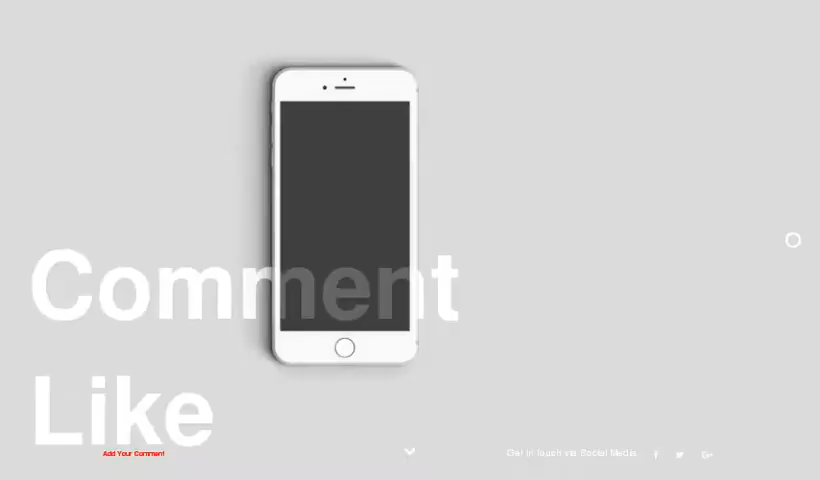 Comment
Like
Add Your Comment
Get In touch via Social Media
G+